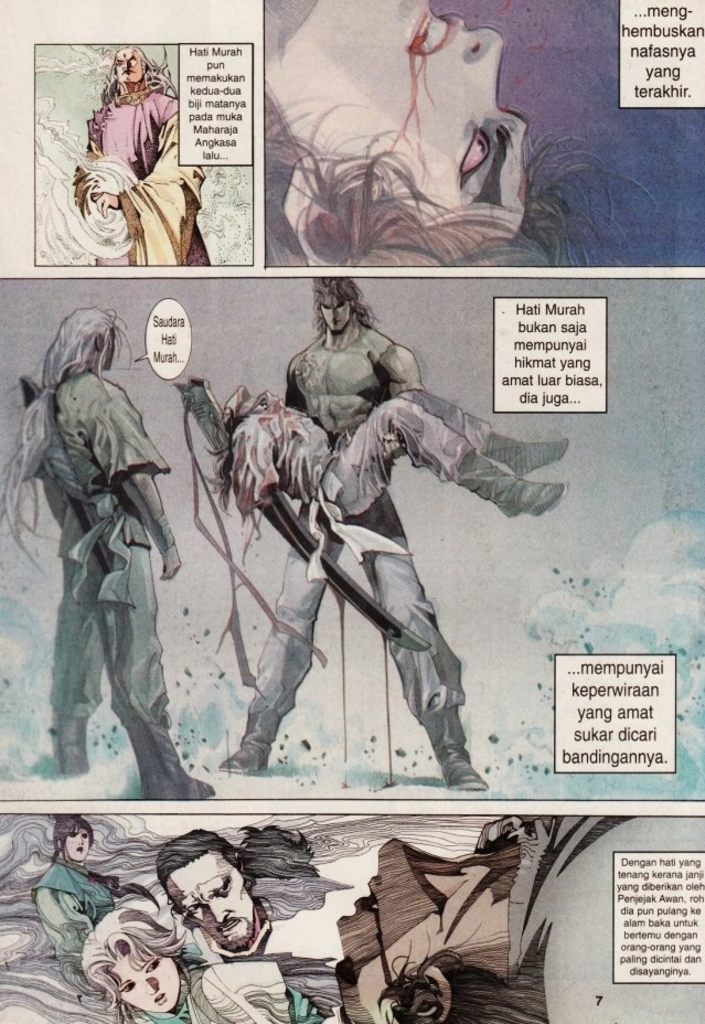 Hati Murah
pun
memakukan
kedua-dua
biji matanya
pada muka
Maharaja
Angkasa
lalu...
...meng-
hembuskan
nafasnya
yang
terakhir.
Saudara
Hati
Murah...
Hati Murah
bukan saja
mempunyai
hikmat yang
amat luar biasa,
dia juga...
...mempunyai
keperwiraan
yang amat
sukar dicari
bandingannya.
Dengan hati yang
tenang kerana janji
yang diberikan oleh
Penjejak Awan, roh
dia pun pulang ke
alam baka untuk
bertemu dengan
orang-orang yang
paling dicintai dan
disayanginya.
7